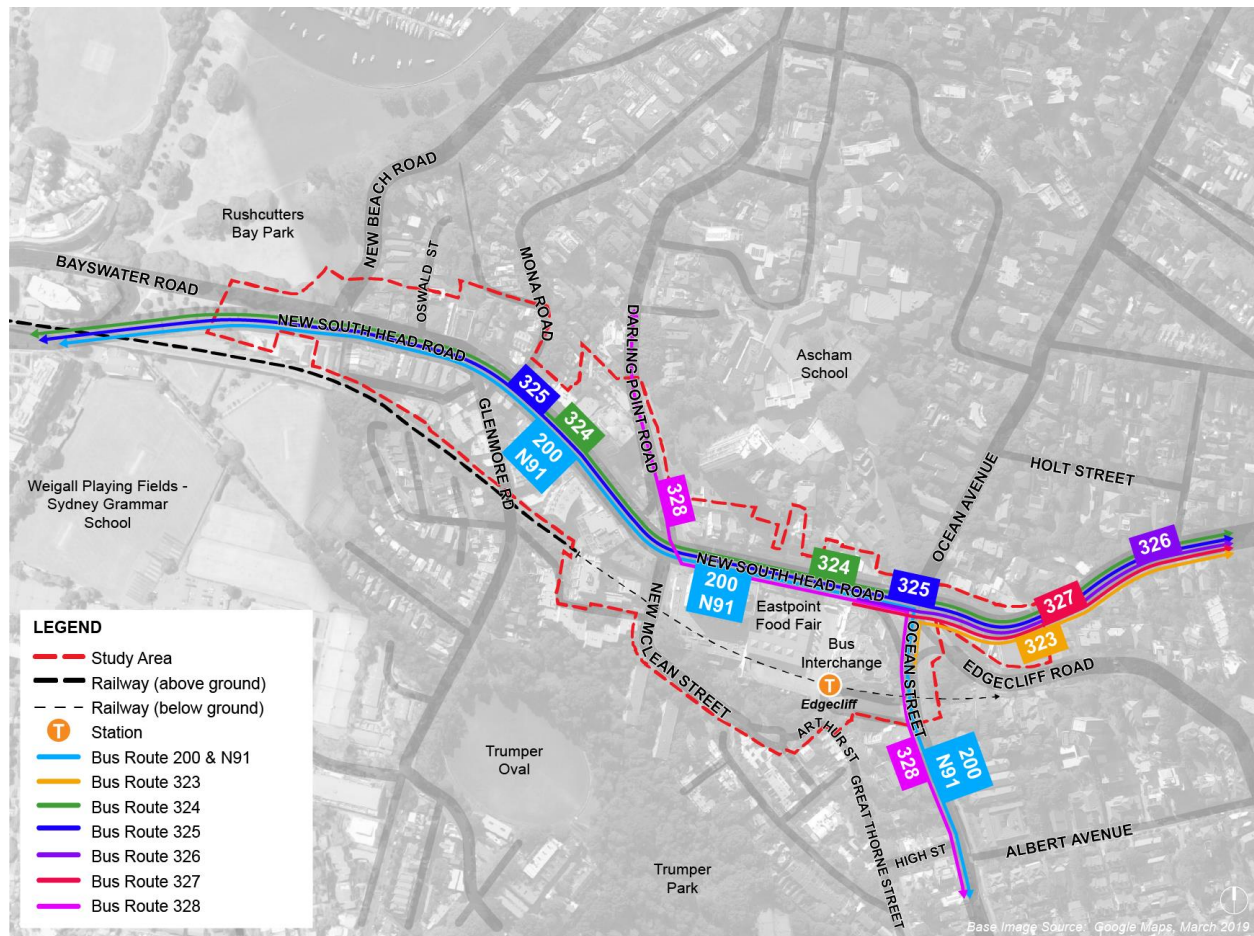 Rushcutters
Bay Park
NEW BEACH ROAD
BAYSWATER ROAD
OSWALD ST
MONA ROAD
NEW SOUTH HEAD ROAD
DARLING POINT ROAD
Ascham
School
325
324
200
N91
GLENMORE RD
328
HOLT STREET
OCEAN AVENUE
Weigall Playing Fields -
Sydney Grammar
School
NEW SOUTH HEAD ROAD
324
325
326
327
323
200
N91
Eastpoint
Food Fair
Bus
Interchange
T
Edgecliff
NEW MCLEAN STREET
OCEAN STREET
EDGECLIFF ROAD
ARTHUR ST
328
200
N91
GREAT THORNE STREET
HIGH ST
ALBERT AVENUE
Trumper
Oval
Trumper
Park
LEGEND
Study Area
Railway (above ground)
Railway (below ground)
T Station
Bus Route 200 & N91
Bus Route 323
Bus Route 324
Bus Route 325
Bus Route 326
Bus Route 327
Bus Route 328
Base Image Source: Google Maps, March 2019